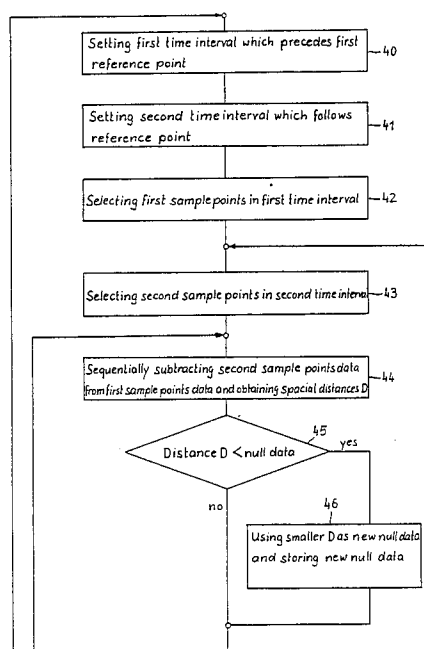 Setting first time interval which precedes first
reference point
40
Setting second time interval which follows
reference point
41
Selecting first sample points in first time interval
42
Selecting second sample points in second time interval
43
Sequentially subtracting second sample points data
from first sample points data and obtaining spacial distances D
44
45
Distance D < null data
yes
no
46
Using smaller D as new null data
and storing new null data